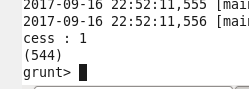 2017-09-16 22:52:11,555 [mai
2017-09-16 22:52:11,556 [mai
cess : 1
(544)
grunt>